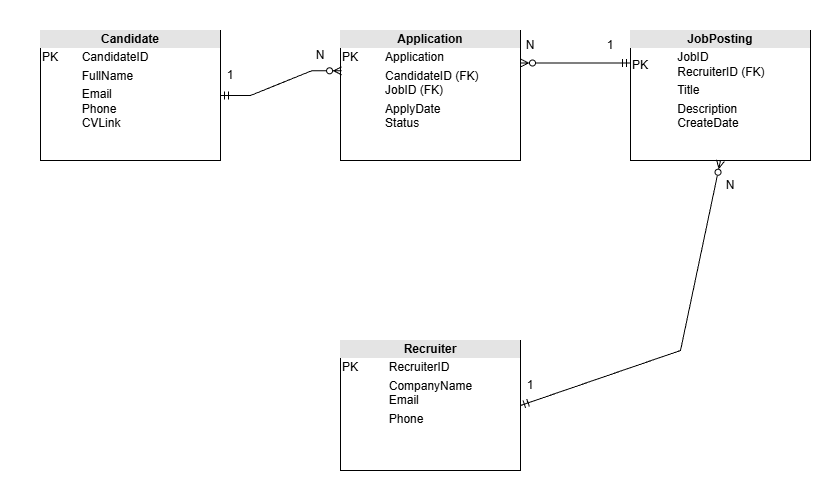 Candidate
PK CandidateID
FullName
Email
Phone
CVLink
1
N
Application
PK Application
CandidateID (FK)
JobID (FK)
ApplyDate
Status
N
1
JobPosting
PK JobID
RecruiterID (FK)
Title
Description
CreateDate
N
Recruiter
PK RecruiterID
CompanyName
Email
Phone
1